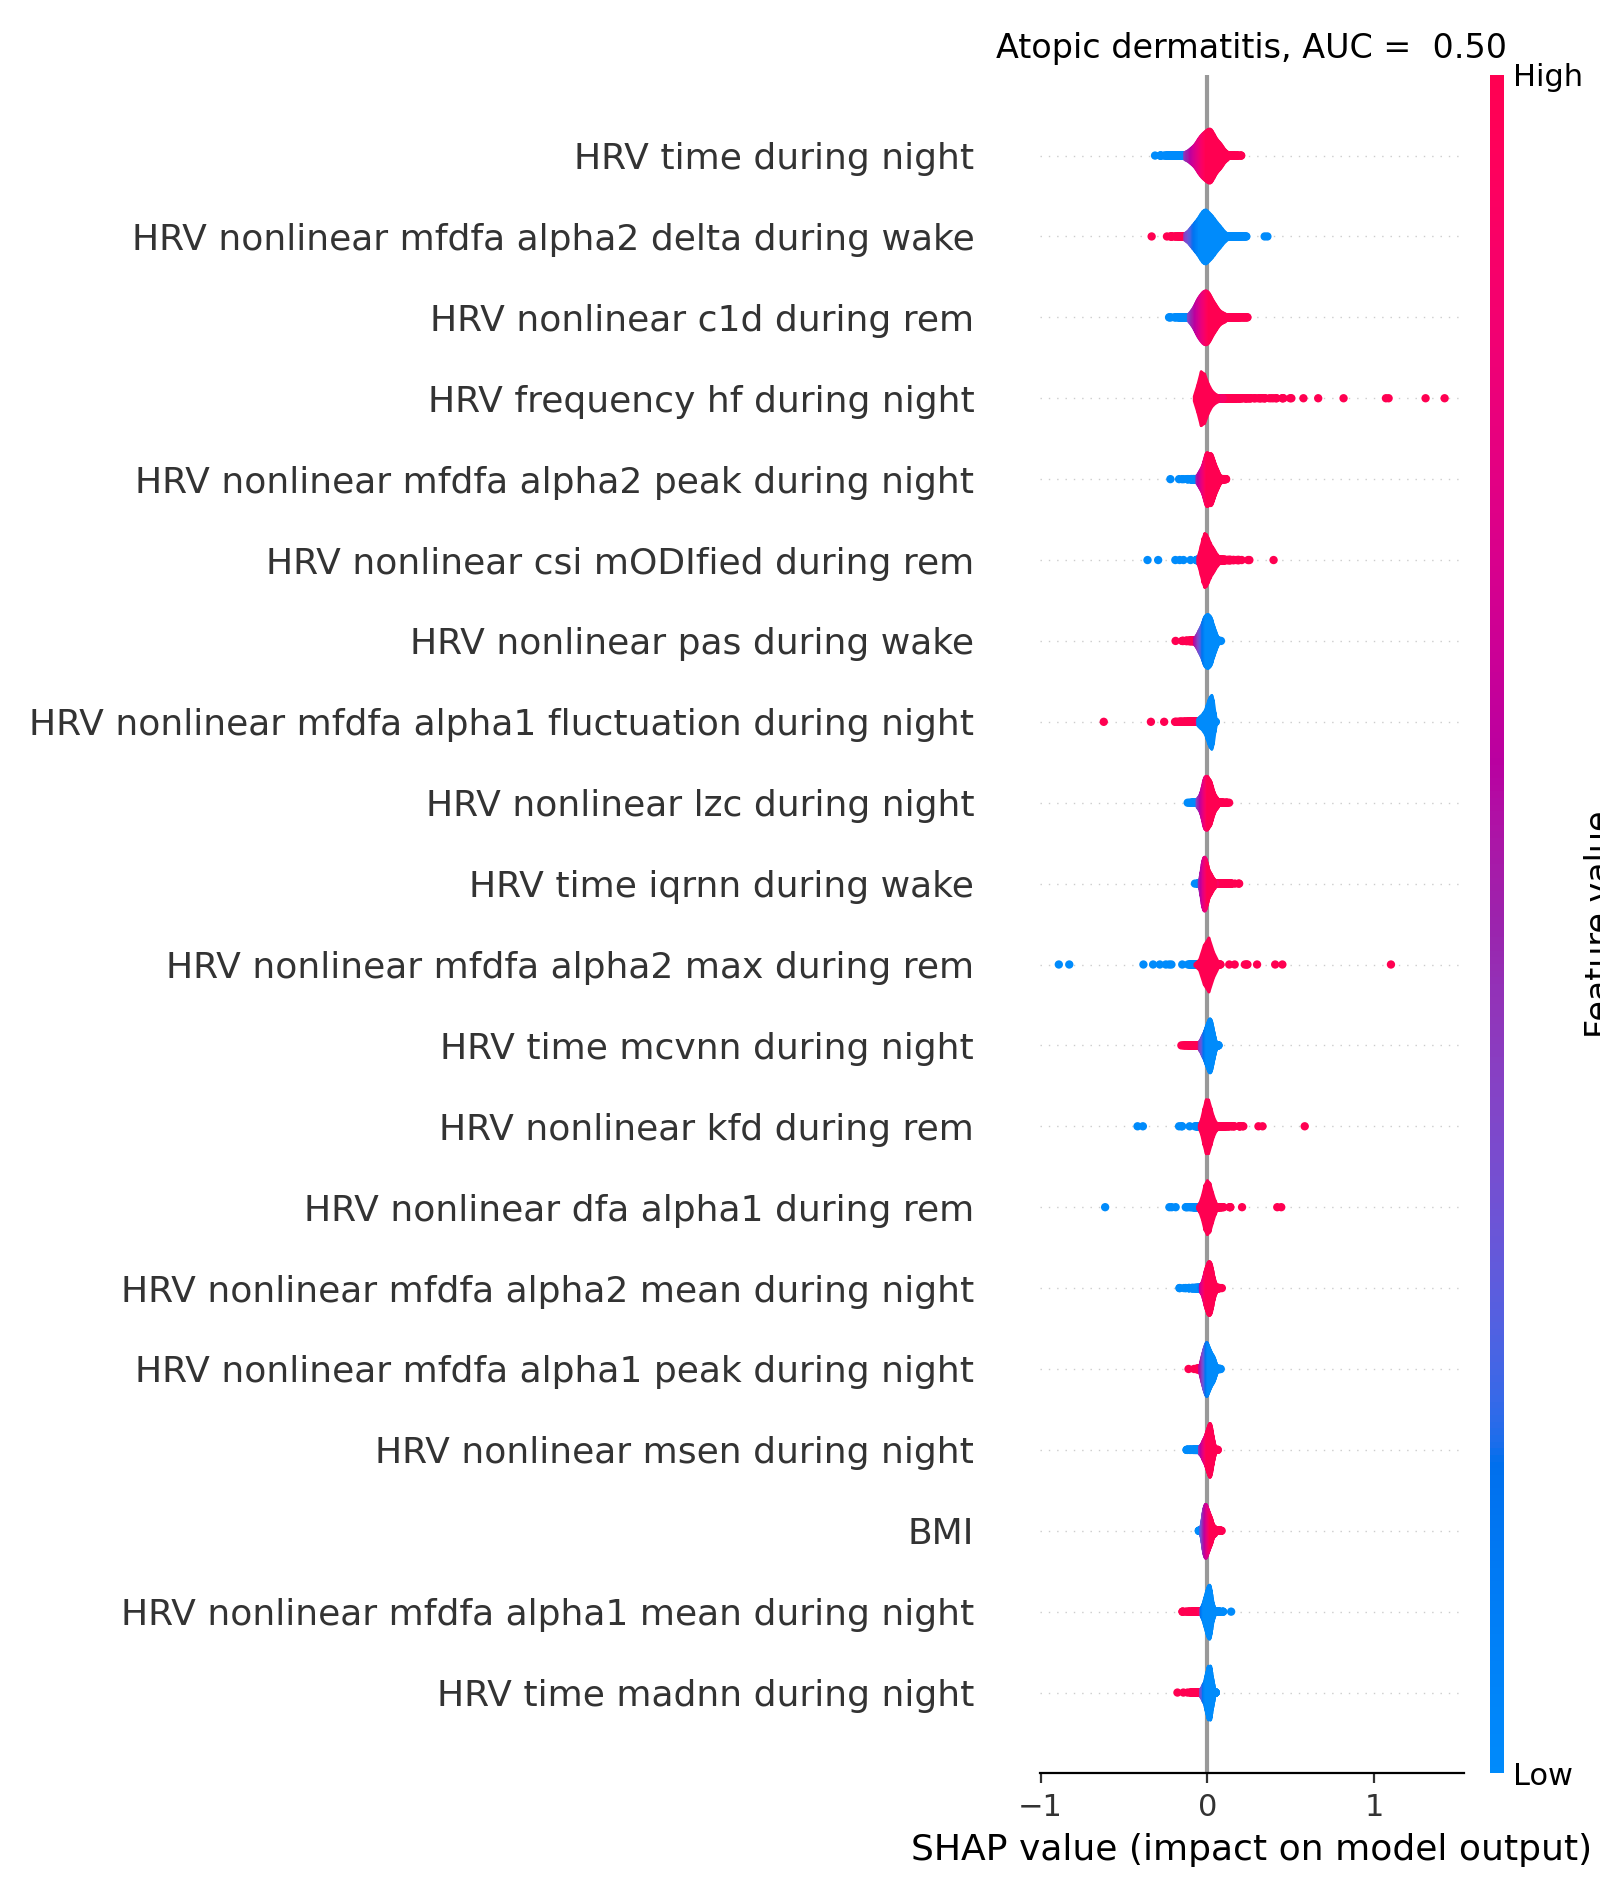 Atopic dermatitis, AUC =  0.50
High
HRV time during night
HRV nonlinear mfdfa alpha2 delta during wake
HRV nonlinear c1d during rem
HRV frequency hf during night
HRV nonlinear mfdfa alpha2 peak during night
HRV nonlinear csi mODIfied during rem
HRV nonlinear pas during wake
HRV nonlinear mfdfa alpha1 fluctuation during night
HRV nonlinear lzc during night
HRV time iqrnn during wake
HRV nonlinear mfdfa alpha2 max during rem
HRV time mcvnn during night
HRV nonlinear kfd during rem
HRV nonlinear dfa alpha1 during rem
HRV nonlinear mfdfa alpha2 mean during night
HRV nonlinear mfdfa alpha1 peak during night
HRV nonlinear msen during night
BMI
HRV nonlinear mfdfa alpha1 mean during night
HRV time madnn during night
Feature value
Low
−1 0 1
SHAP value (impact on model output)